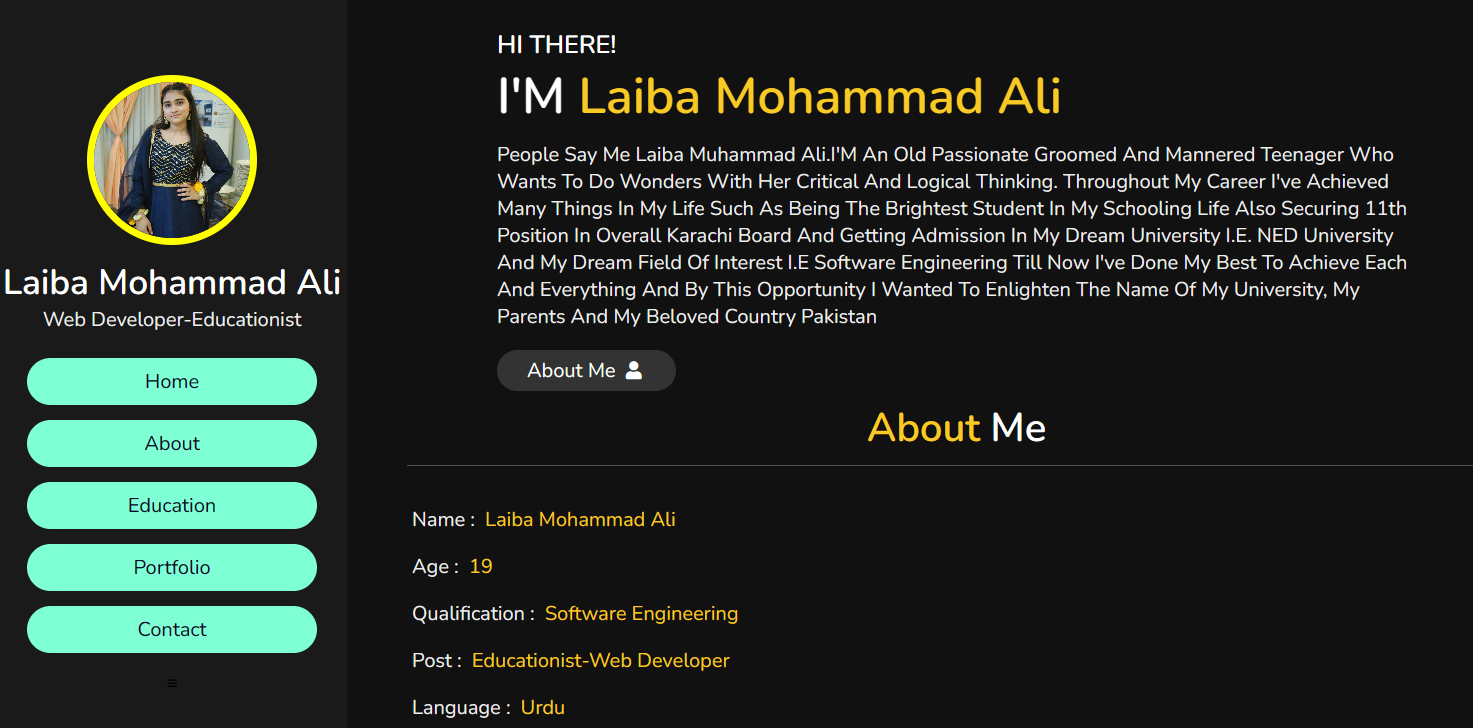 Laiba Mohammad Ali
Web Developer-Educationist
Home
About
Education
Portfolio
Contact
HI THERE!
I'M Laiba Mohammad Ali
People Say Me Laiba Muhammad Ali.I'M An Old Passionate Groomed And Mannered Teenager Who
Wants To Do Wonders With Her Critical And Logical Thinking. Throughout My Career I've Achieved
Many Things In My Life Such As Being The Brightest Student In My Schooling Life Also Securing 11th
Position In Overall Karachi Board And Getting Admission In My Dream University I.E. NED University
And My Dream Field Of Interest I.E Software Engineering Till Now I've Done My Best To Achieve Each
And Everything And By This Opportunity I Wanted To Enlighten The Name Of My University, My
Parents And My Beloved Country Pakistan
About Me
About Me
Name : Laiba Mohammad Ali
Age : 19
Qualification : Software Engineering
Post : Educationist-Web Developer
Language : Urdu